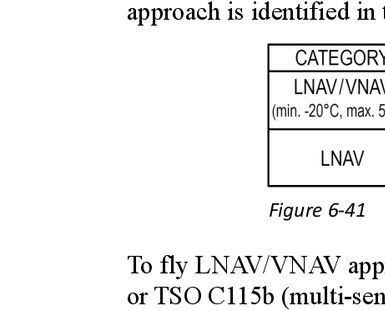 approach is identified in
CATEGORY
LNAV/VNAV
(min. -20°C, max. 5
LNAV
Figure 6-41
To fly LNAV/VNAV app
or TSO C115b (multi-sen